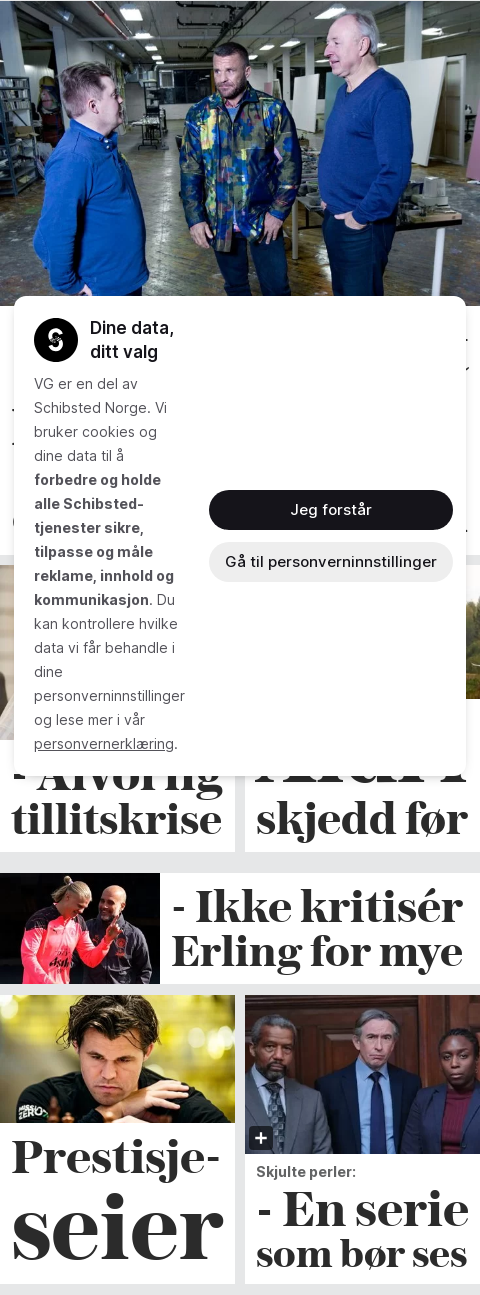 Dine data,
ditt valg
VG er en del av
Schibsted Norge. Vi
bruker cookies og
dine data til å
forbedre og holde
alle Schibsted-
tjenester sikre,
tilpasse og måle
reklame, innhold og
kommunikasjon. Du
kan kontrollere hvilke
data vi får behandle i
dine
personverninnstillinger
og lese mer i vår
personvernerklæring.
Jeg forstår
Gå til personverninnstillinger
- Alvorlig
tillitskrise
skjedd før
- Ikke kritisér
Erling for mye
Prestisje-
seier
Skjulte perler:
- En serie
som bør ses